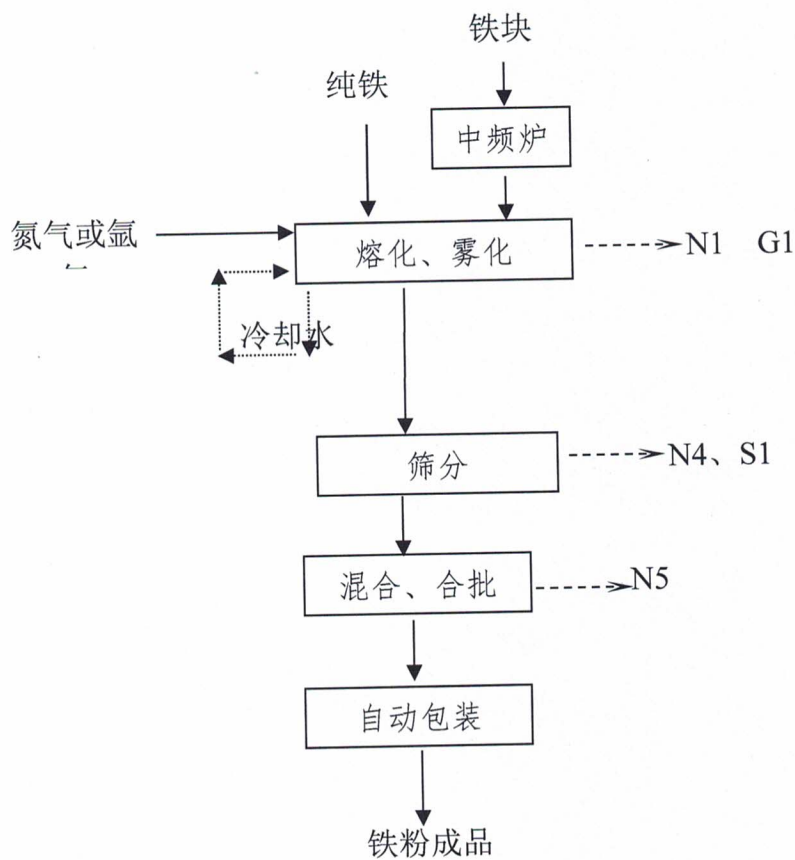 铁块
纯铁
中频炉
氮气或氩
熔化、雾化
N1 G1
冷却水
筛分
N4、S1
混合、合批
N5
自动包装
铁粉成品